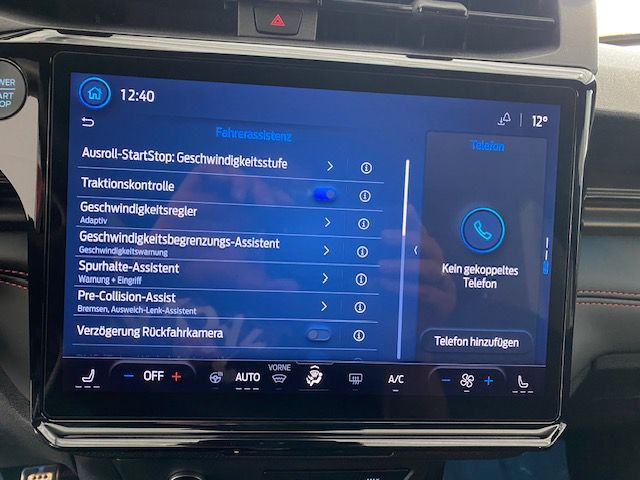 12:40
12°
Fahrerassistenz
Ausroll-StartStop: Geschwindigkeitsstufe
Traktionskontrolle
Geschwindigkeitsregler
Adaptiv
Geschwindigkeitsbegrenzungs-Assistent
Geschwindigkeitswarnung
Spurhalte-Assistent
Warnung + Eingriff
Pre-Collision-Assist
Bremsen, Ausweich-Lenk-Assistent
Verzögerung Rückfahrkamera
Telefon
Kein gekoppeltes
Telefon
Telefon hinzufügen
VORNE
− OFF + AUTO A/C − +